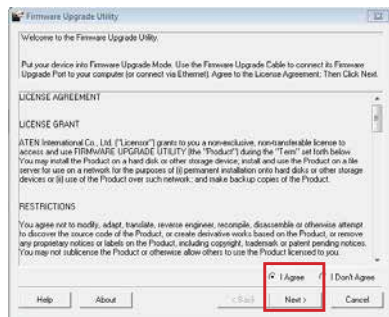 Firmware Upgrade Utility
Welcome to the Firmware Upgrade Utility.
Put your device into Firmware Upgrade Mode. Use the Firmware Upgrade Cable to connect its Firmware
Upgrade Port to your computer (or connect via Ethernet). Agree to the License Agreement; Then Click Next.
LICENSE AGREEMENT
LICENSE GRANT
ATEN International Co., Ltd. ("Licensor") grants to you a non-exclusive, non-transferable license to
access and use FIRMWARE UPGRADE UTILITY (the "Product") during the "Term" set forth below.
You may install the Product on a hard disk or other storage device; install and use the Product on a file
server for use on a network for the purposes of (i) permanent installation onto hard disks or other storage
devices or (ii) use of the Product over such network; and make backup copies of the Product.
RESTRICTIONS
You agree not to modify, adapt, translate, reverse engineer, recompile, disassemble or otherwise attempt
to discover the source code of the Product, or create derivative works based on the Product, or remove
any proprietary notices or labels on the Product, including copyright, trademark or patent pending notices.
You may not sublicense the Product or otherwise allow others to use the Product licensed to you.
I Agree I Don't Agree
Help About < Back Next > Cancel